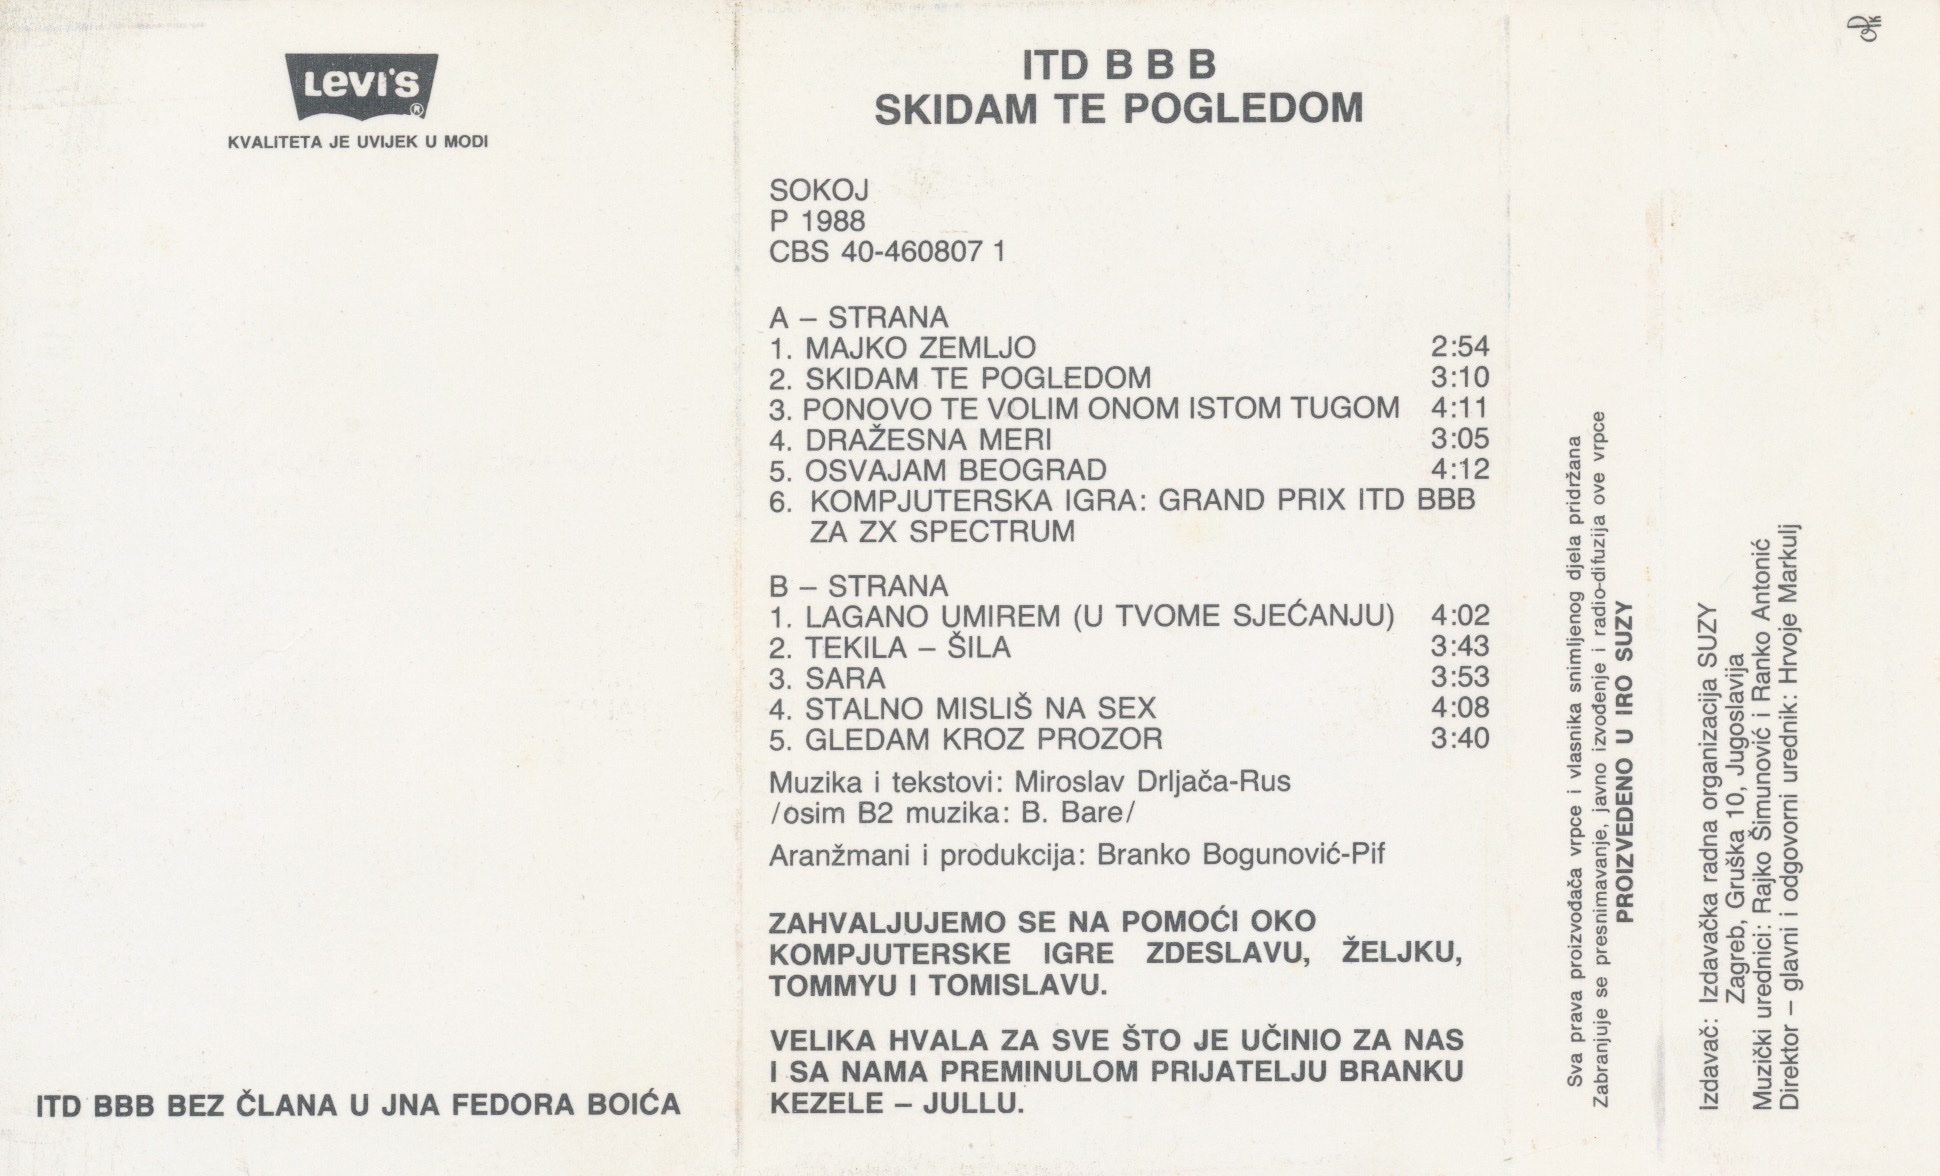 LEVI'S ®
KVALITETA JE UVIJEK U MODI
ITD BBB BEZ ČLANA U JNA FEDORA BOIĆA
ITD B B B
SKIDAM TE POGLEDOM
SOKOJ
P 1988
CBS 40-460807 1
A – STRANA
1. MAJKO ZEMLJO 2:54
2. SKIDAM TE POGLEDOM 3:10
3. PONOVO TE VOLIM ONOM ISTOM TUGOM 4:11
4. DRAŽESNA MERI 3:05
5. OSVAJAM BEOGRAD 4:12
6. KOMPJUTERSKA IGRA: GRAND PRIX ITD BBB
ZA ZX SPECTRUM
B – STRANA
1. LAGANO UMIREM (U TVOME SJEĆANJU) 4:02
2. TEKILA – ŠILA 3:43
3. SARA 3:53
4. STALNO MISLIŠ NA SEX 4:08
5. GLEDAM KROZ PROZOR 3:40
Muzika i tekstovi: Miroslav Drljača-Rus
/osim B2 muzika: B. Bare/
Aranžmani i produkcija: Branko Bogunović-Pif
ZAHVALJUJEMO SE NA POMOĆI OKO
KOMPJUTERSKE IGRE ZDESLAVU, ŽELJKU,
TOMMYU I TOMISLAVU.
VELIKA HVALA ZA SVE ŠTO JE UČINIO ZA NAS
I SA NAMA PREMINULOM PRIJATELJU BRANKU
KEZELE – JULLU.
Sva prava proizvođača vrpce i vlasnika snimljenog djela pridržana
Zabranjuje se presnimavanje, javno izvođenje i radio-difuzija ove vrpce
PROIZVEDENO U IRO SUZY
Izdavač: Izdavačka radna organizacija SUZY
Zagreb, Gruška 10, Jugoslavija
Muzički urednici: Rajko Šimunović i Ranko Antonić
Direktor – glavni i odgovorni urednik: Hrvoje Markulj